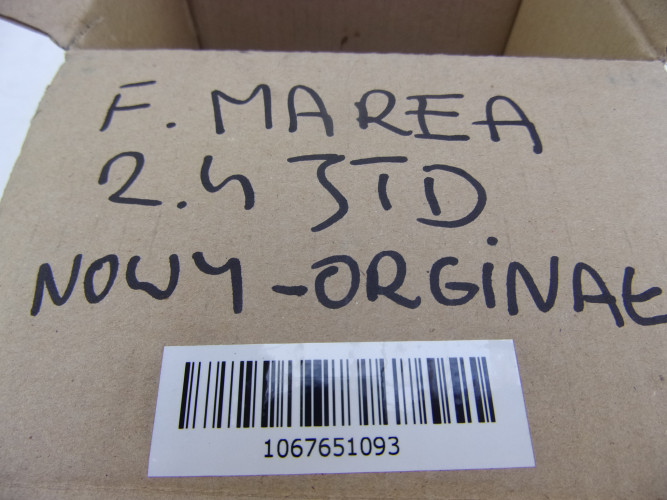 F. MAREA
2.4 JTD
NOWY - ORGINAŁ
1067651093